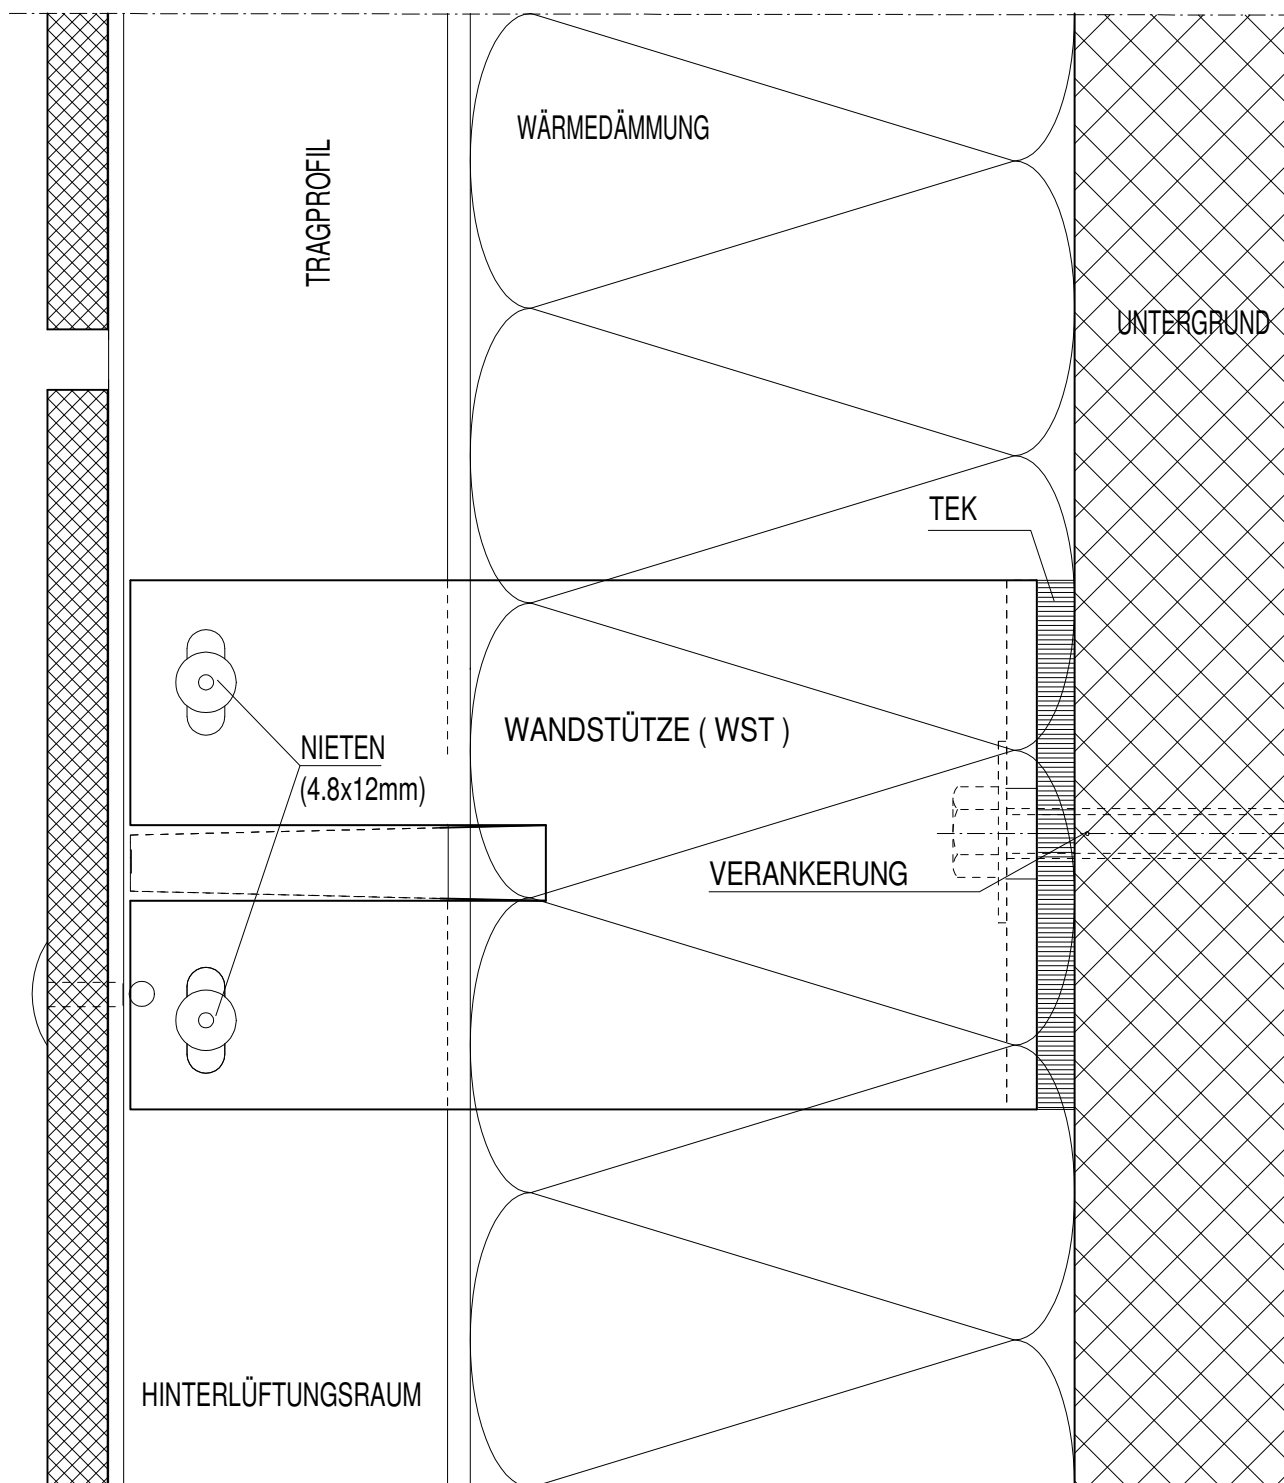 WÄRMEDÄMMUNG
TRAGPROFIL
UNTERGRUND
TEK
WANDSTÜTZE ( WST )
NIETEN
(4.8x12mm)
VERANKERUNG
HINTERLÜFTUNGSRAUM